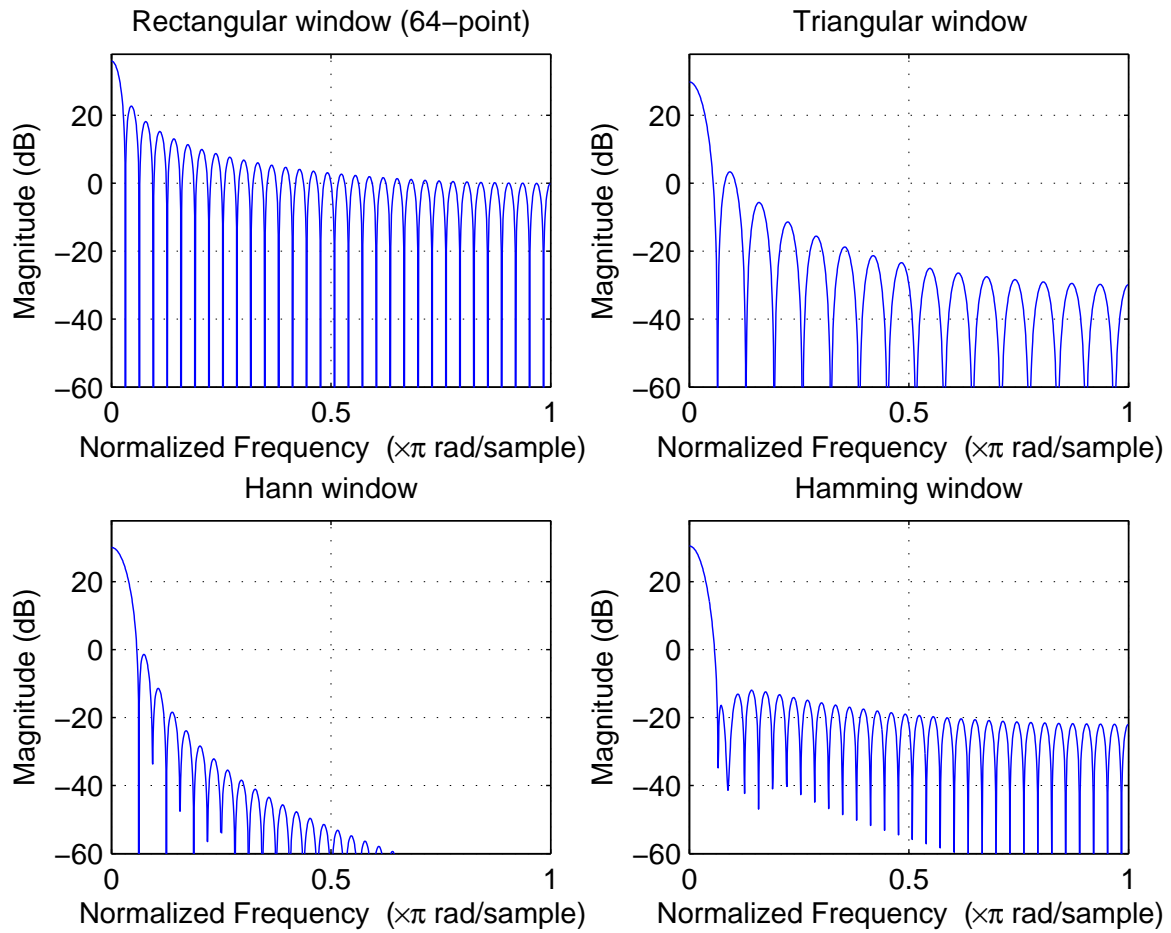 Rectangular window (64−point)
20
0
−20
−40
−60
Magnitude (dB)
0
0.5
1
Normalized Frequency (×π rad/sample)
Triangular window
20
0
−20
−40
−60
Magnitude (dB)
0
0.5
1
Normalized Frequency (×π rad/sample)
Hann window
20
0
−20
−40
−60
Magnitude (dB)
0
0.5
1
Normalized Frequency (×π rad/sample)
Hamming window
20
0
−20
−40
−60
Magnitude (dB)
0
0.5
1
Normalized Frequency (×π rad/sample)